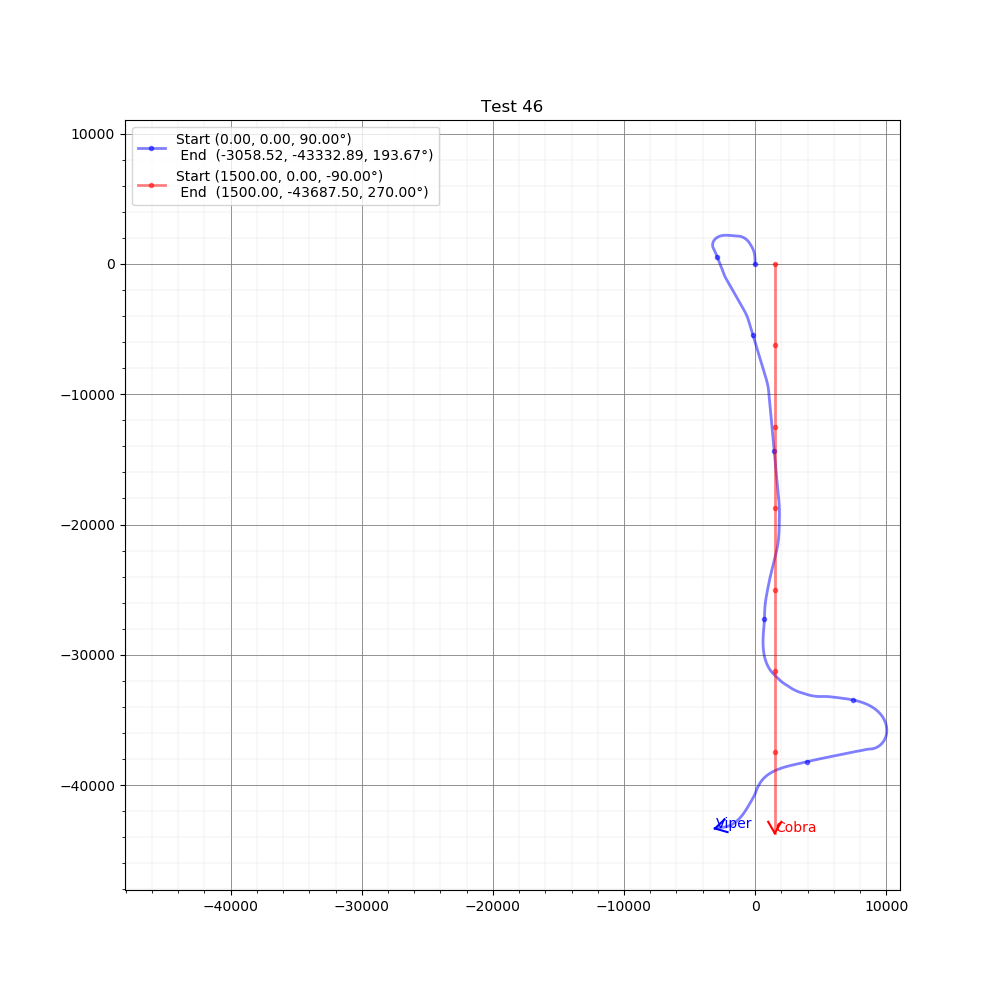 Test 46
Start (0.00, 0.00, 90.00°)
End  (-3058.52, -43332.89, 193.67°)
Start (1500.00, 0.00, -90.00°)
End  (1500.00, -43687.50, 270.00°)
10000
0
−10000
−20000
−30000
−40000
Viper
Cobra
−40000
−30000
−20000
−10000
0
10000